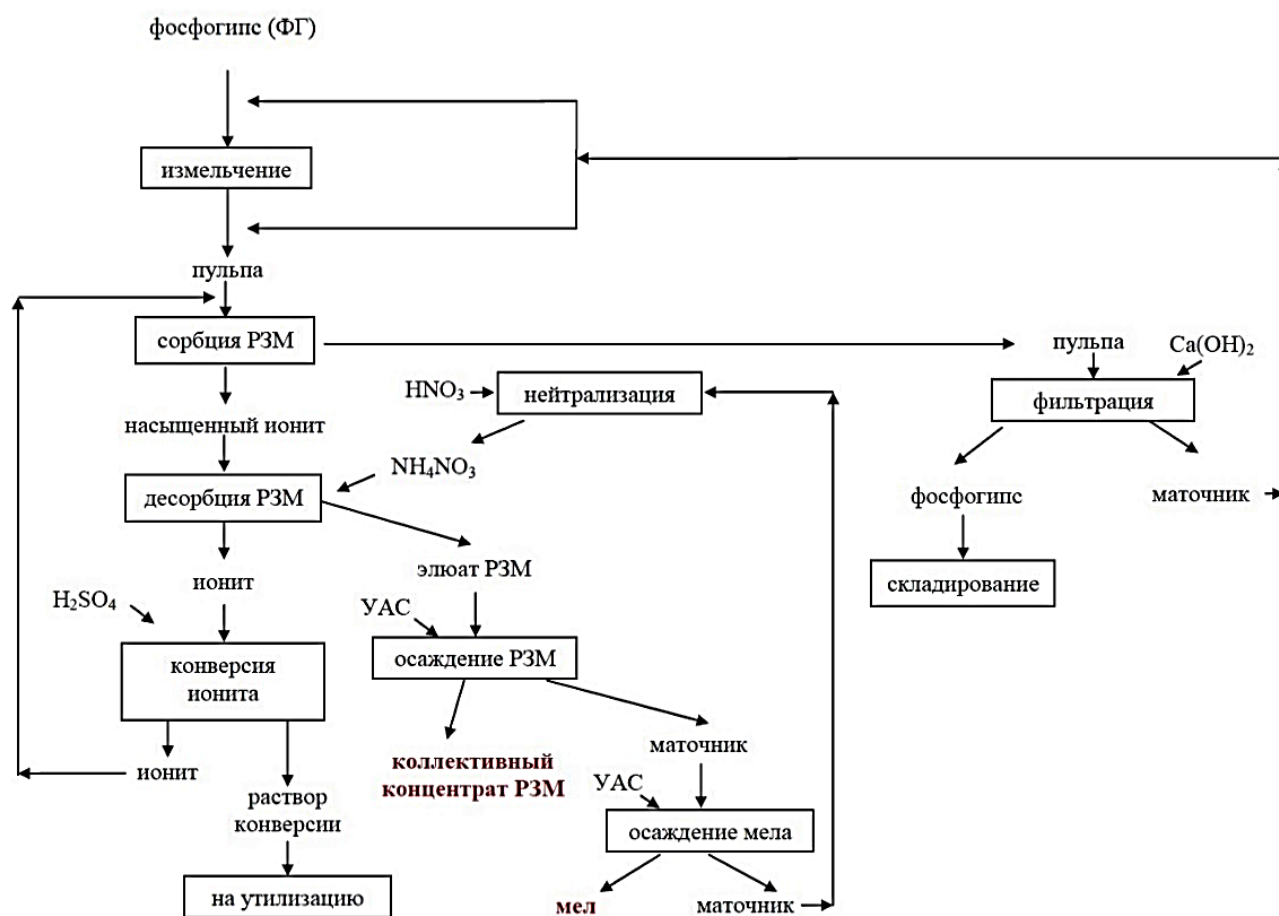 фосфогипс (ФГ)
измельчение
пульпа
сорбция РЗМ
пульпа
Ca(OH)₂
фильтрация
HNO₃
нейтрализация
насыщенный ионит
NH₄NO₃
десорбция РЗМ
фосфогипс
маточник
ионит
элюат РЗМ
складирование
H₂SO₄
УАС
осаждение РЗМ
конверсия
ионита
маточник
ионит
коллективный
концентрат РЗМ
УАС
раствор
конверсии
осаждение мела
на утилизацию
мел
маточник